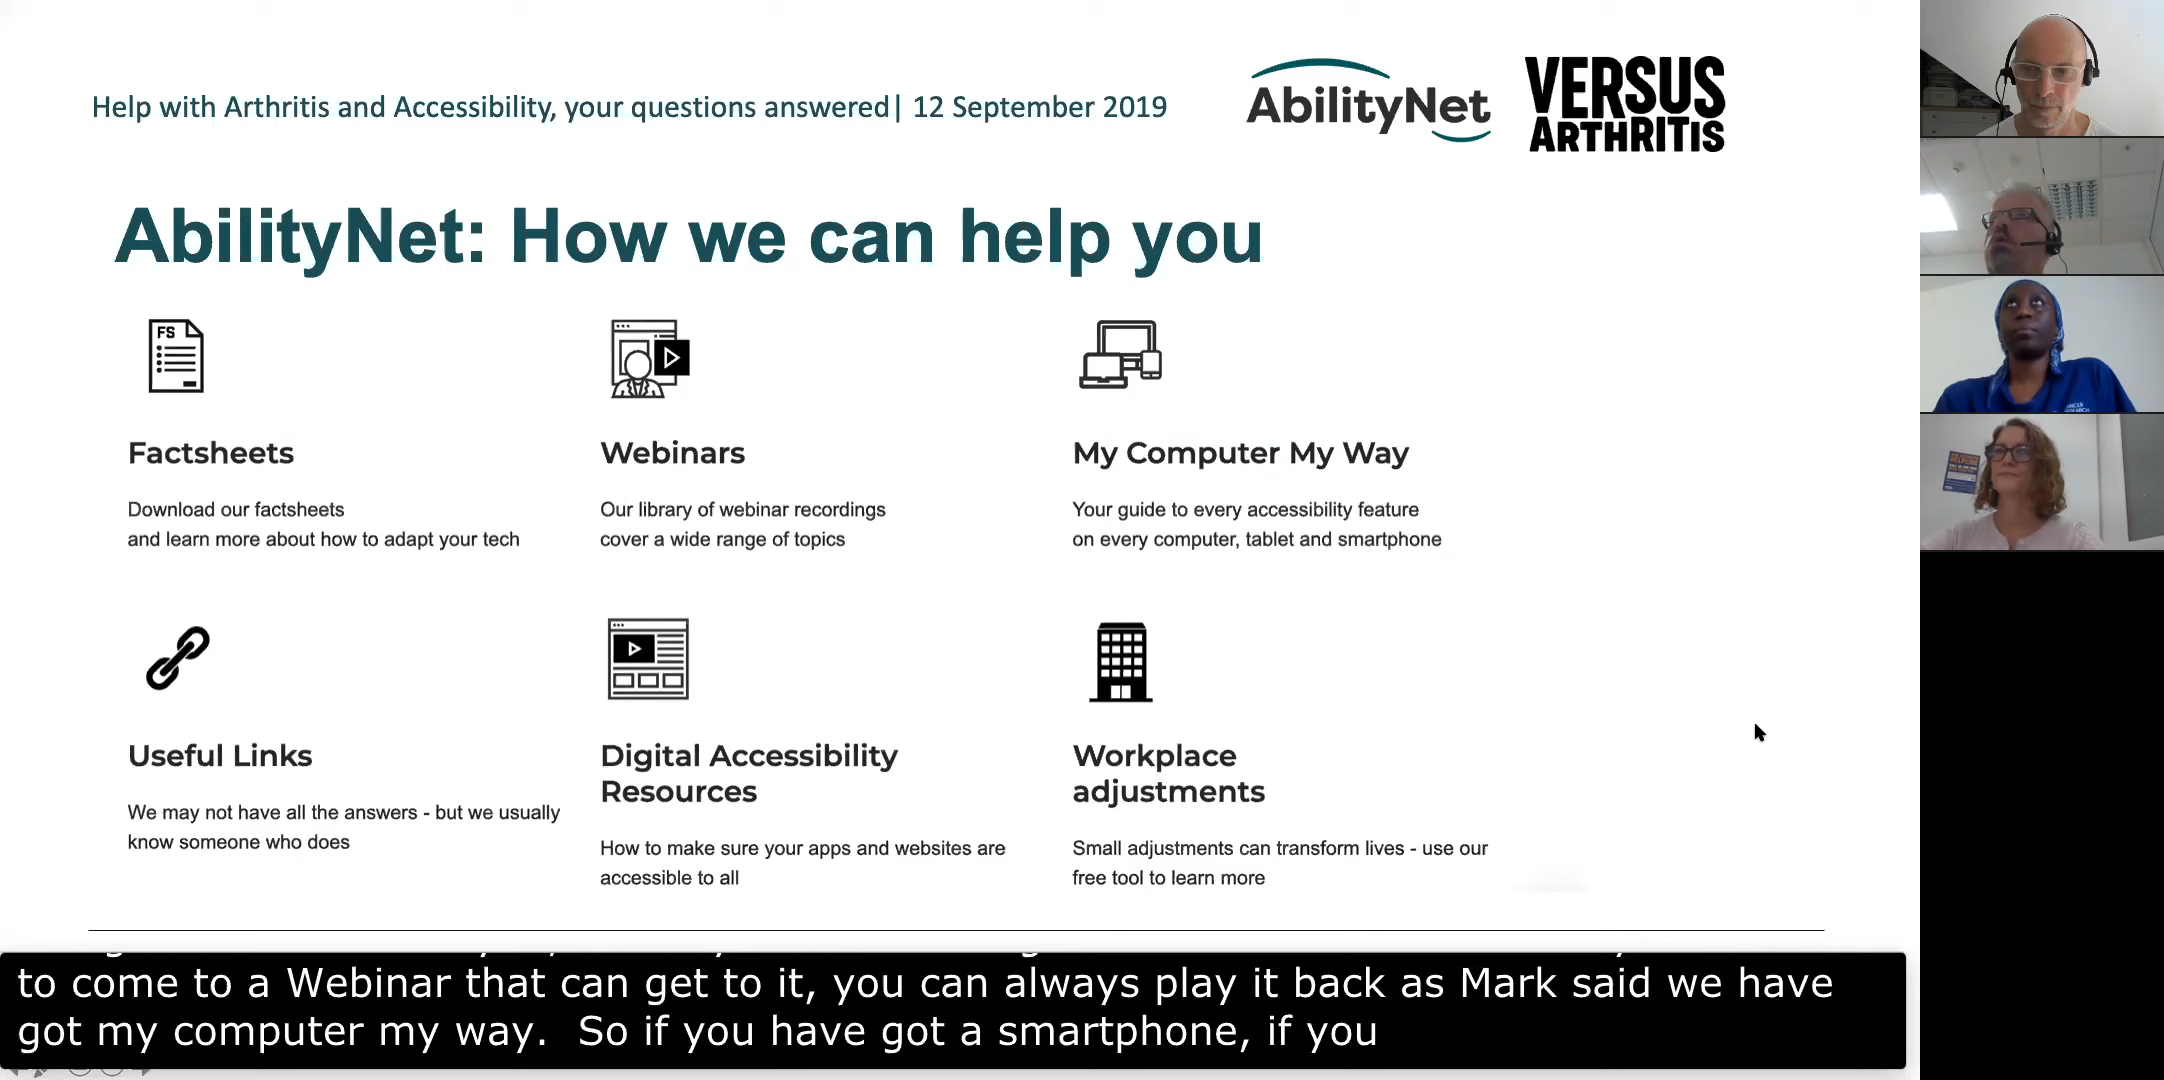 Help with Arthritis and Accessibility, your questions answered| 12 September 2019
AbilityNet
VERSUS
ARTHRITIS
AbilityNet: How we can help you
FS
Factsheets
Download our factsheets
and learn more about how to adapt your tech
Webinars
Our library of webinar recordings
cover a wide range of topics
My Computer My Way
Your guide to every accessibility feature
on every computer, tablet and smartphone
Useful Links
We may not have all the answers - but we usually
know someone who does
Digital Accessibility
Resources
How to make sure your apps and websites are
accessible to all
Workplace
adjustments
Small adjustments can transform lives - use our
free tool to learn more
to come to a Webinar that can get to it, you can always play it back as Mark said we have
got my computer my way.  So if you have got a smartphone, if you